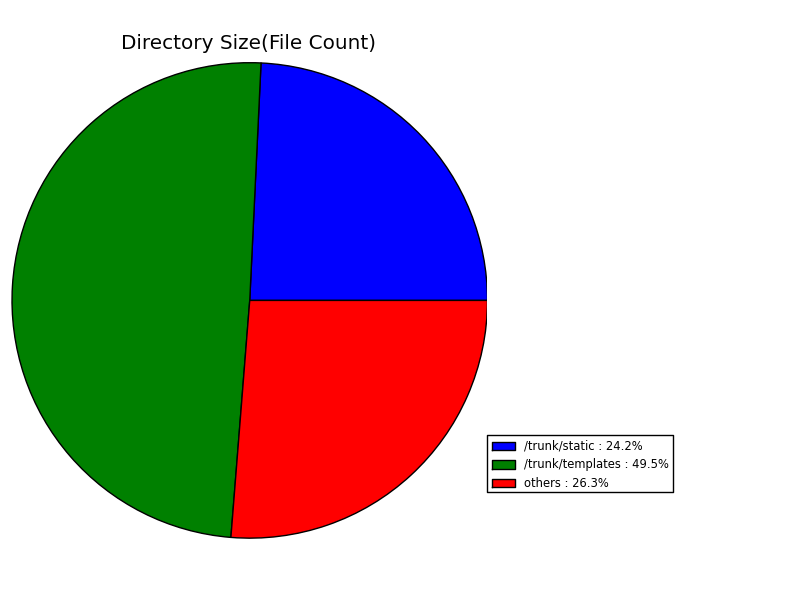 Directory Size(File Count)
/trunk/static : 24.2%
/trunk/templates : 49.5%
others : 26.3%